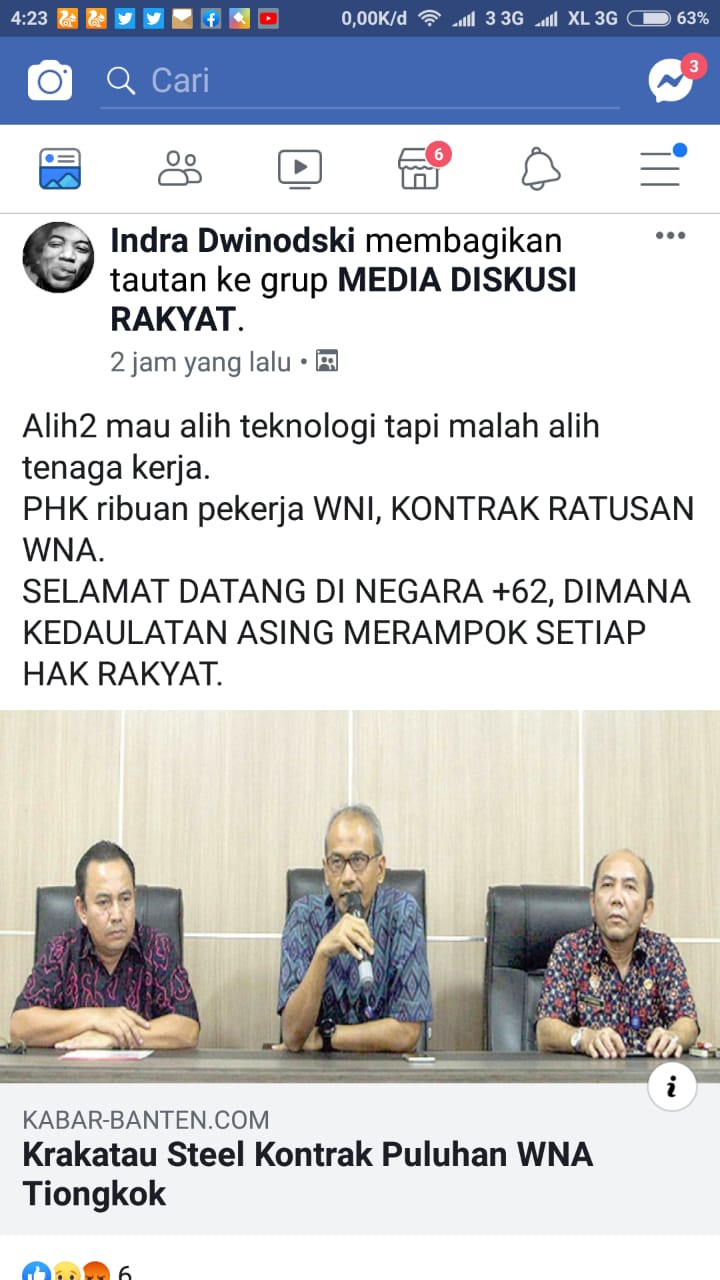 4:23 0,00K/d 3 3G XL 3G 63%
Cari
3
6
Indra Dwinodski membagikan
tautan ke grup MEDIA DISKUSI
RAKYAT.
2 jam yang lalu •
Alih2 mau alih teknologi tapi malah alih
tenaga kerja.
PHK ribuan pekerja WNI, KONTRAK RATUSAN
WNA.
SELAMAT DATANG DI NEGARA +62, DIMANA
KEDAULATAN ASING MERAMPOK SETIAP
HAK RAKYAT.
i
KABAR-BANTEN.COM
Krakatau Steel Kontrak Puluhan WNA
Tiongkok
6